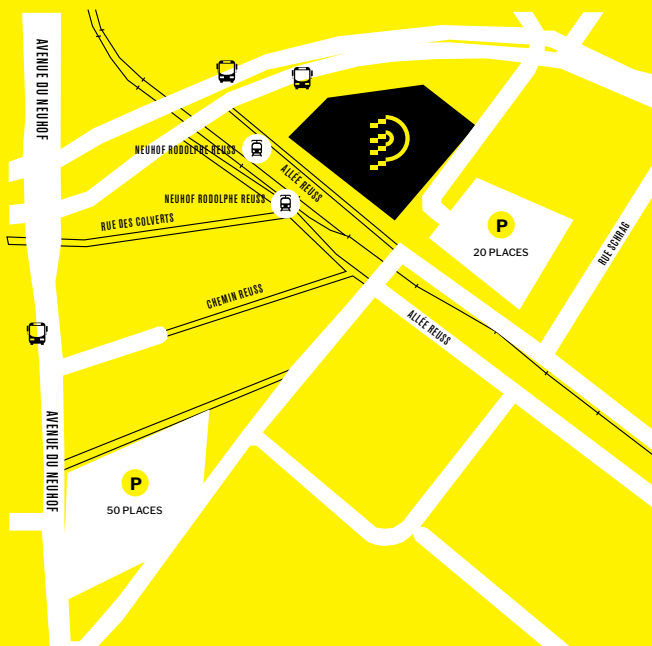 AVENUE DU NEUHOF
NEUHOF RODOLPHE REUSS
ALLÉE REUSS
NEUHOF RODOLPHE REUSS
RUE DES COLVERTS
P
20 PLACES
RUE SCHRAG
CHEMIN REUSS
ALLÉE REUSS
AVENUE DU NEUHOF
P
50 PLACES